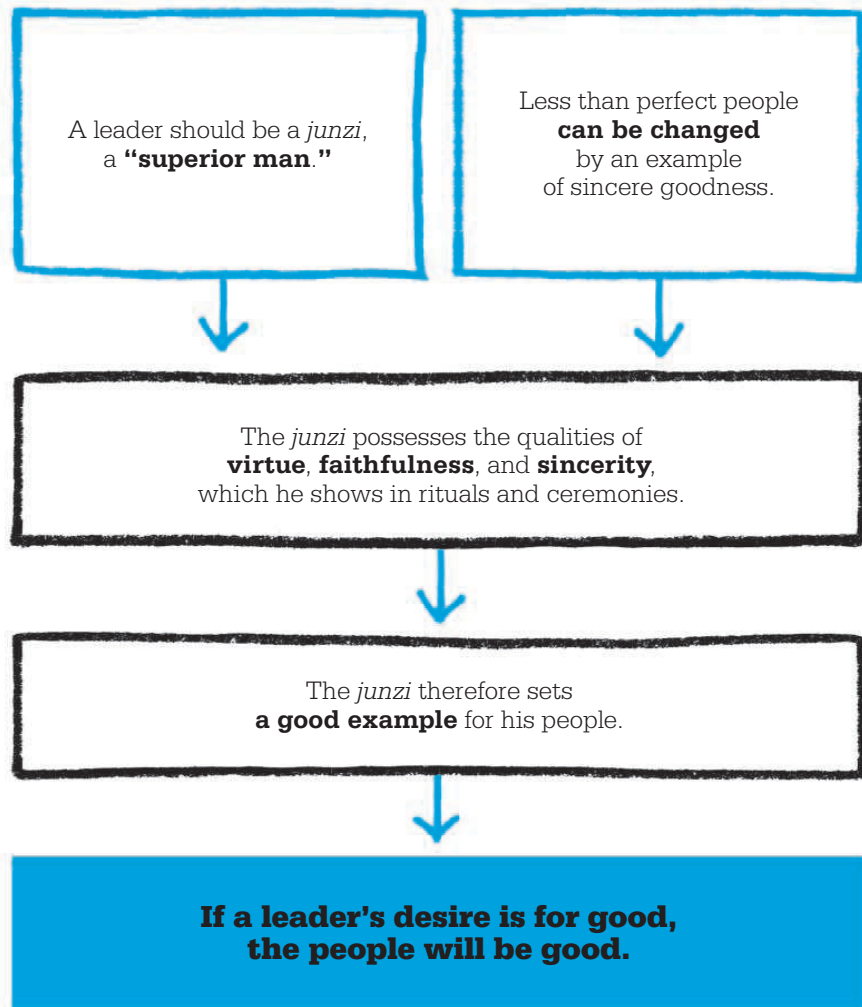 A leader should be a junzi,
a “superior man.”
Less than perfect people
can be changed
by an example
of sincere goodness.
The junzi possesses the qualities of
virtue, faithfulness, and sincerity,
which he shows in rituals and ceremonies.
The junzi therefore sets
a good example for his people.
If a leader’s desire is for good,
the people will be good.